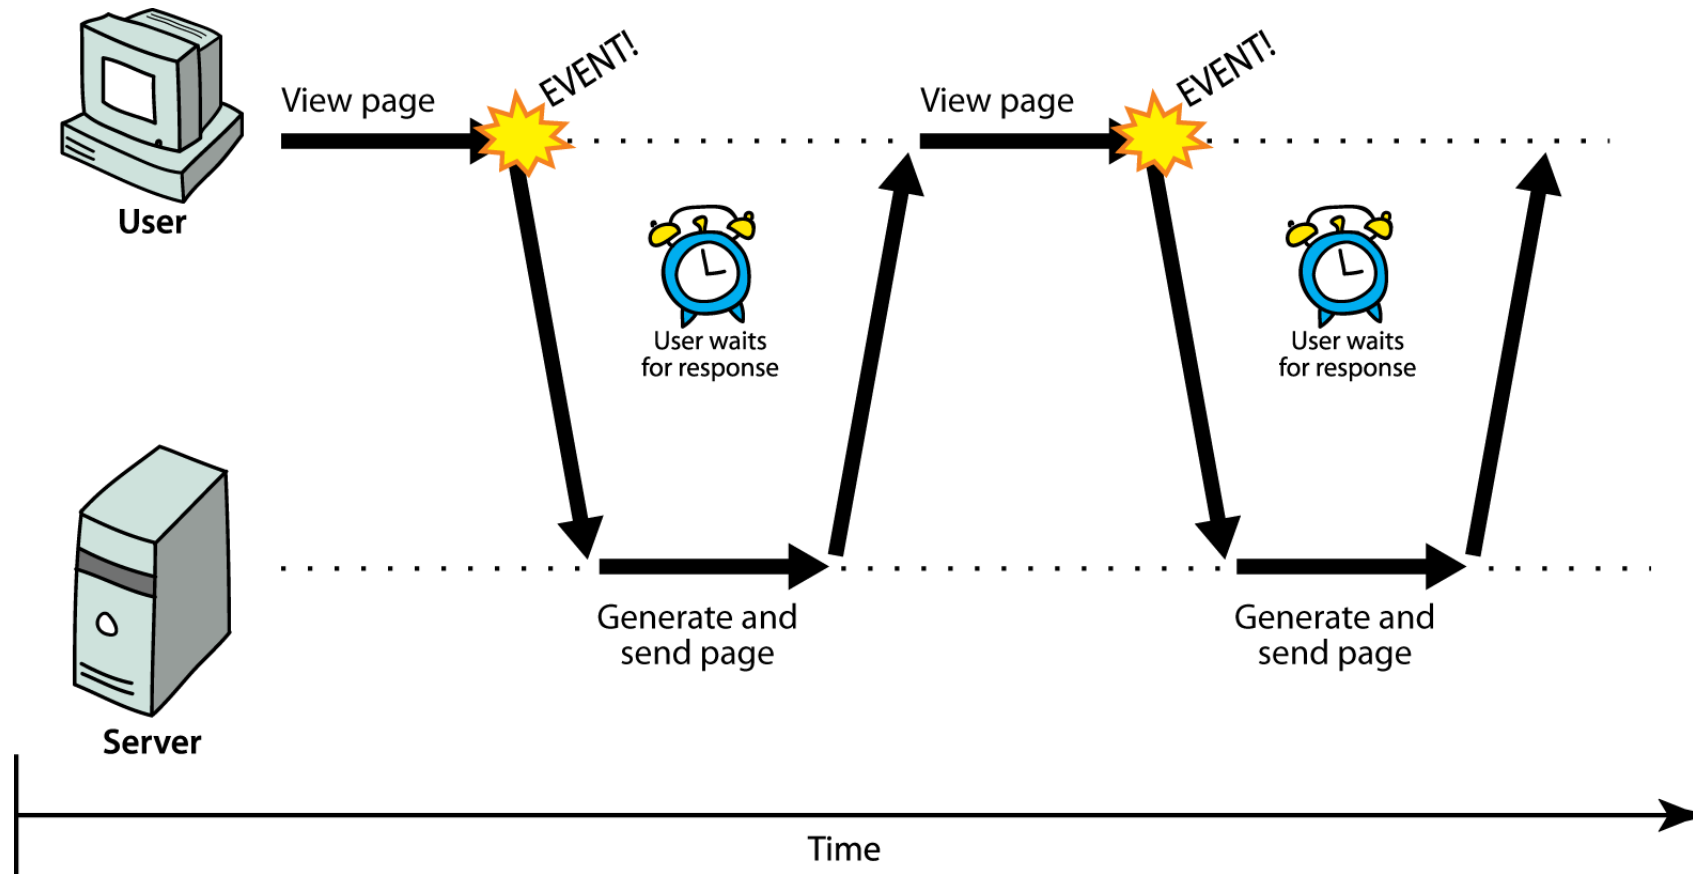 View page
EVENT!
View page
EVENT!
User
User waits
for response
User waits
for response
Generate and
send page
Generate and
send page
Server
Time